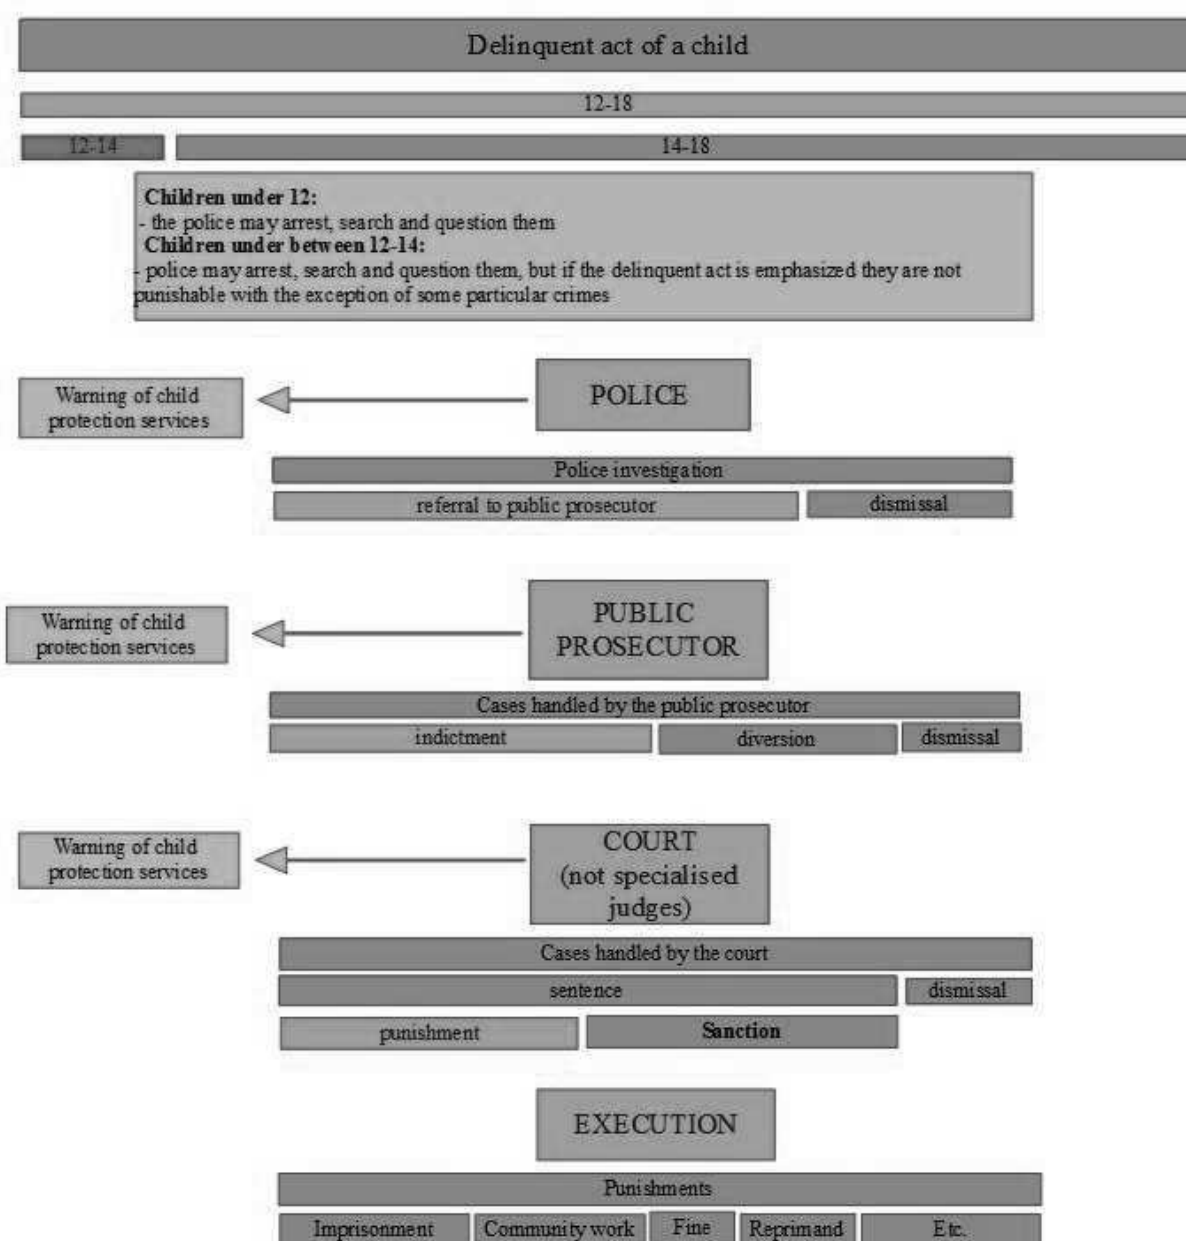 Delinquent act of a child
12-18
12-14
14-18
Children under 12:
- the police may arrest, search and question them
Children under between 12-14:
- police may arrest, search and question them, but if the delinquent act is emphasized they are not
punishable with the exception of some particular crimes
POLICE
Warning of child
protection services
Police investigation
referral to public prosecutor
dismissal
PUBLIC
PROSECUTOR
Warning of child
protection services
Cases handled by the public prosecutor
indictment
diversion
dismissal
COURT
(not specialised
judges)
Warning of child
protection services
Cases handled by the court
sentence
dismissal
punishment
Sanction
EXECUTION
Punishments
Imprisonment
Community work
Fine
Reprimand
Etc.